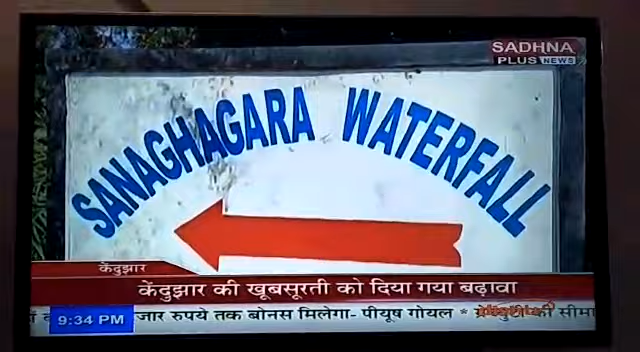 SADHNA
PLUS NEWS
SANAGHAGARA WATERFALL
केंदुझार
केंदुझार की खूबसूरती को दिया गया बढ़ावा
9:34 PM
जार रुपये तक बोनस मिलेगा- पीयूष गोयल * की सीमा